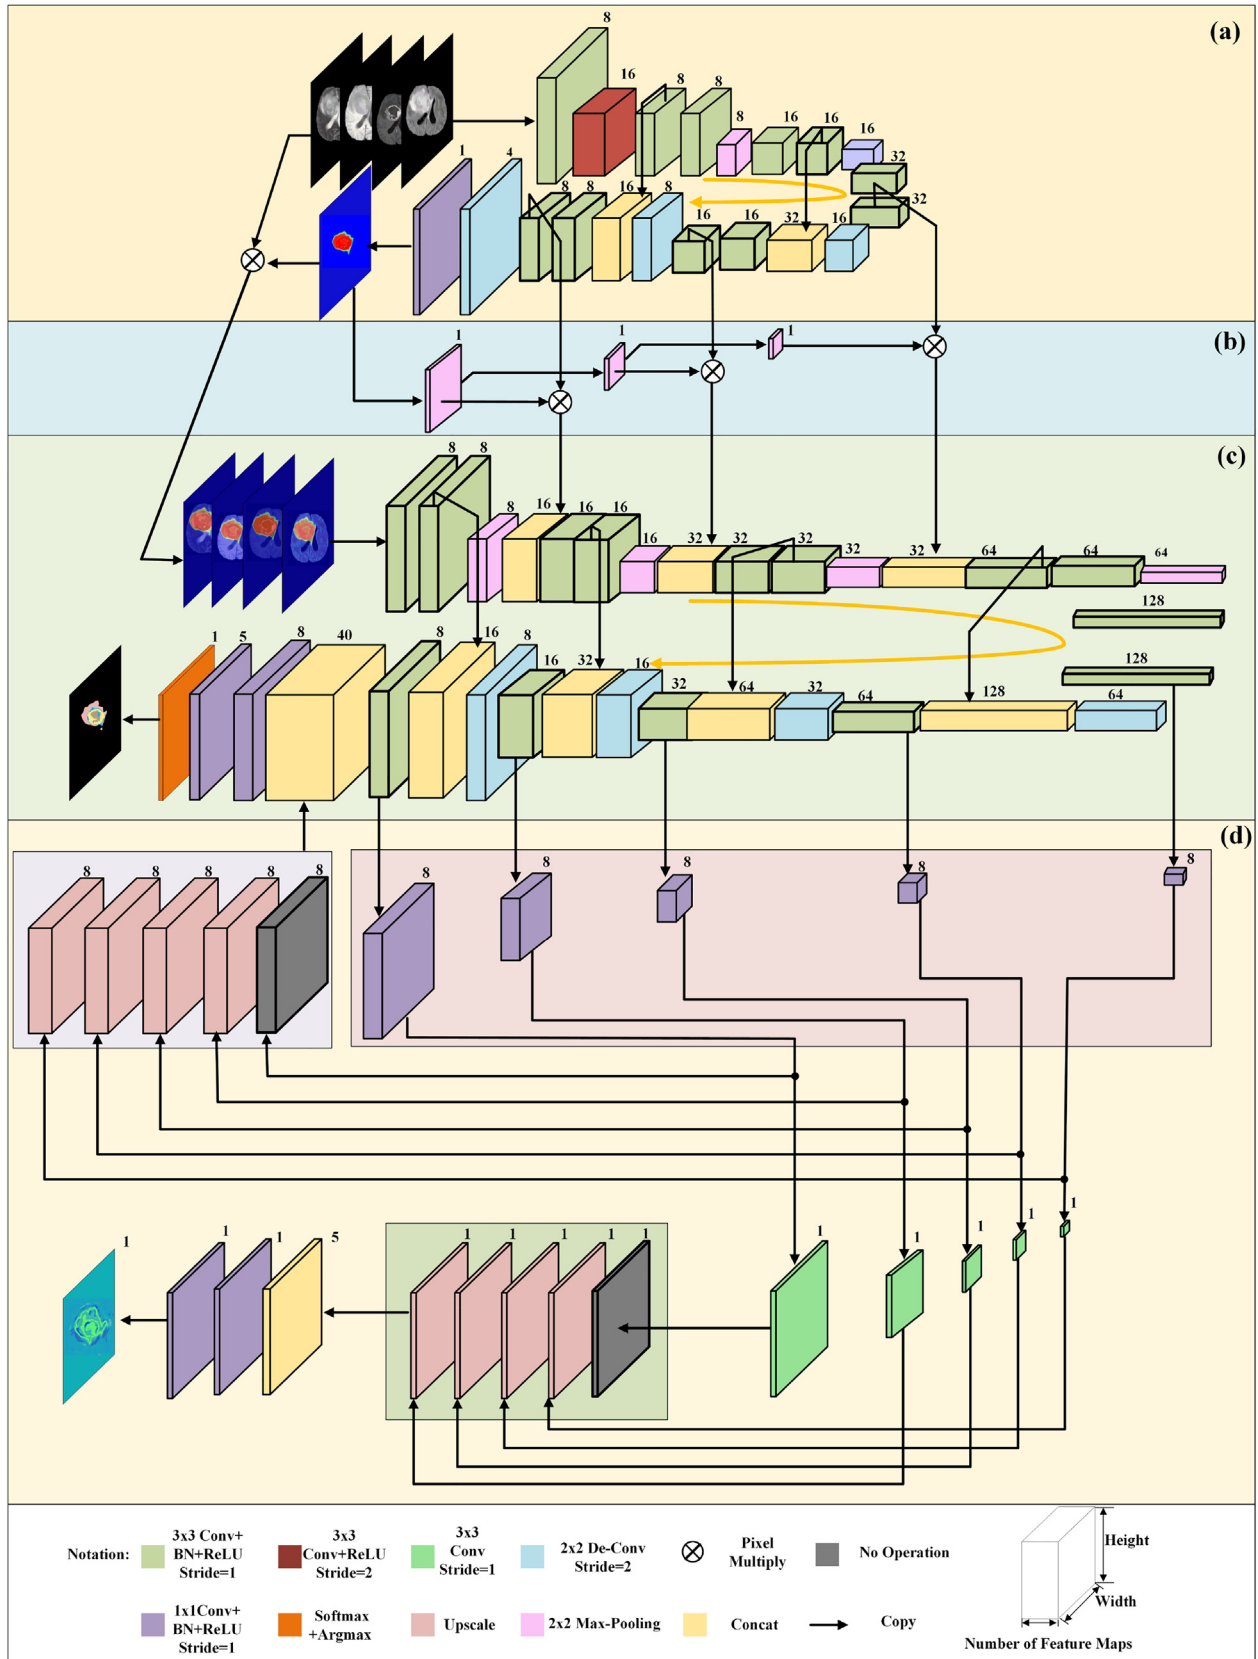 (a)
8
16
8
8
8
16
16
16
32
32
1
4
8
8
16
8
16
16
32
16
(b)
1
1
1
(c)
8
8
8
16
16
16
16
32
32
32
32
32
64
64
64
128
1
5
8
40
8
16
8
16
32
16
32
64
32
64
128
64
128
(d)
8
8
8
8
8
8
8
8
8
8
1
1
1
1
1
1
1
1
5
1
1
1
1
1
Notation:
3x3 Conv+
BN+ReLU
Stride=1
3x3
Conv+ReLU
Stride=2
3x3
Conv
Stride=1
2x2 De-Conv
Stride=2
Pixel
Multiply
No Operation
1x1Conv+
BN+ReLU
Stride=1
Softmax
+Argmax
Upscale
2x2 Max-Pooling
Concat
Copy
Height
Width
Number of Feature Maps